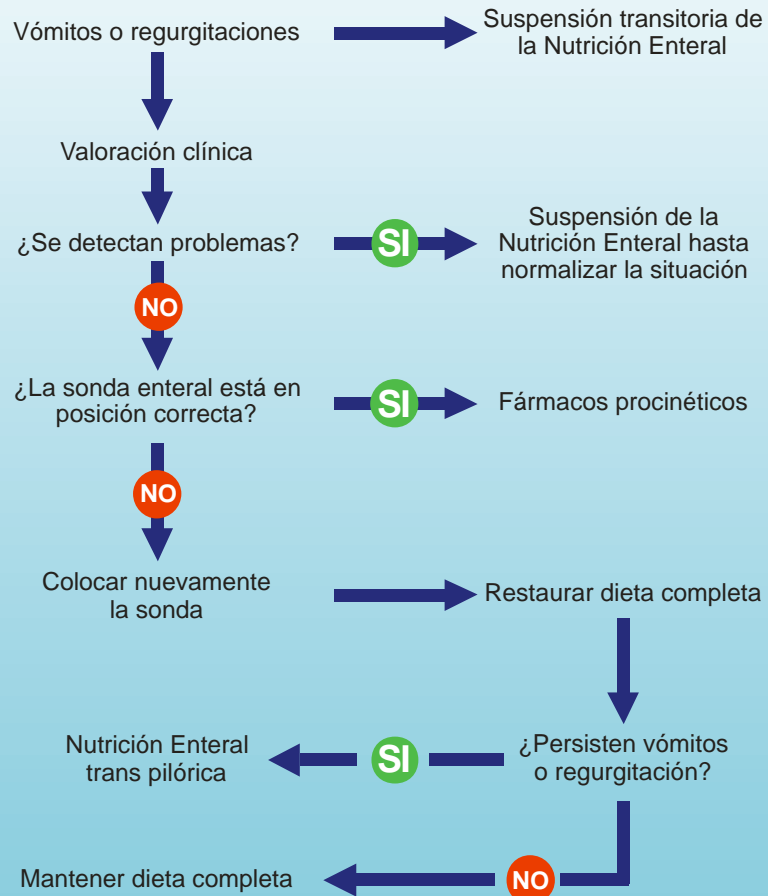 Vómitos o regurgitaciones
Suspensión transitoria de
la Nutrición Enteral
Valoración clínica
¿Se detectan problemas?
SI
Suspensión de la
Nutrición Enteral hasta
normalizar la situación
NO
¿La sonda enteral está en
posición correcta?
SI
Fármacos procinéticos
NO
Colocar nuevamente
la sonda
Restaurar dieta completa
¿Persisten vómitos
o regurgitación?
SI
Nutrición Enteral
trans pilórica
NO
Mantener dieta completa